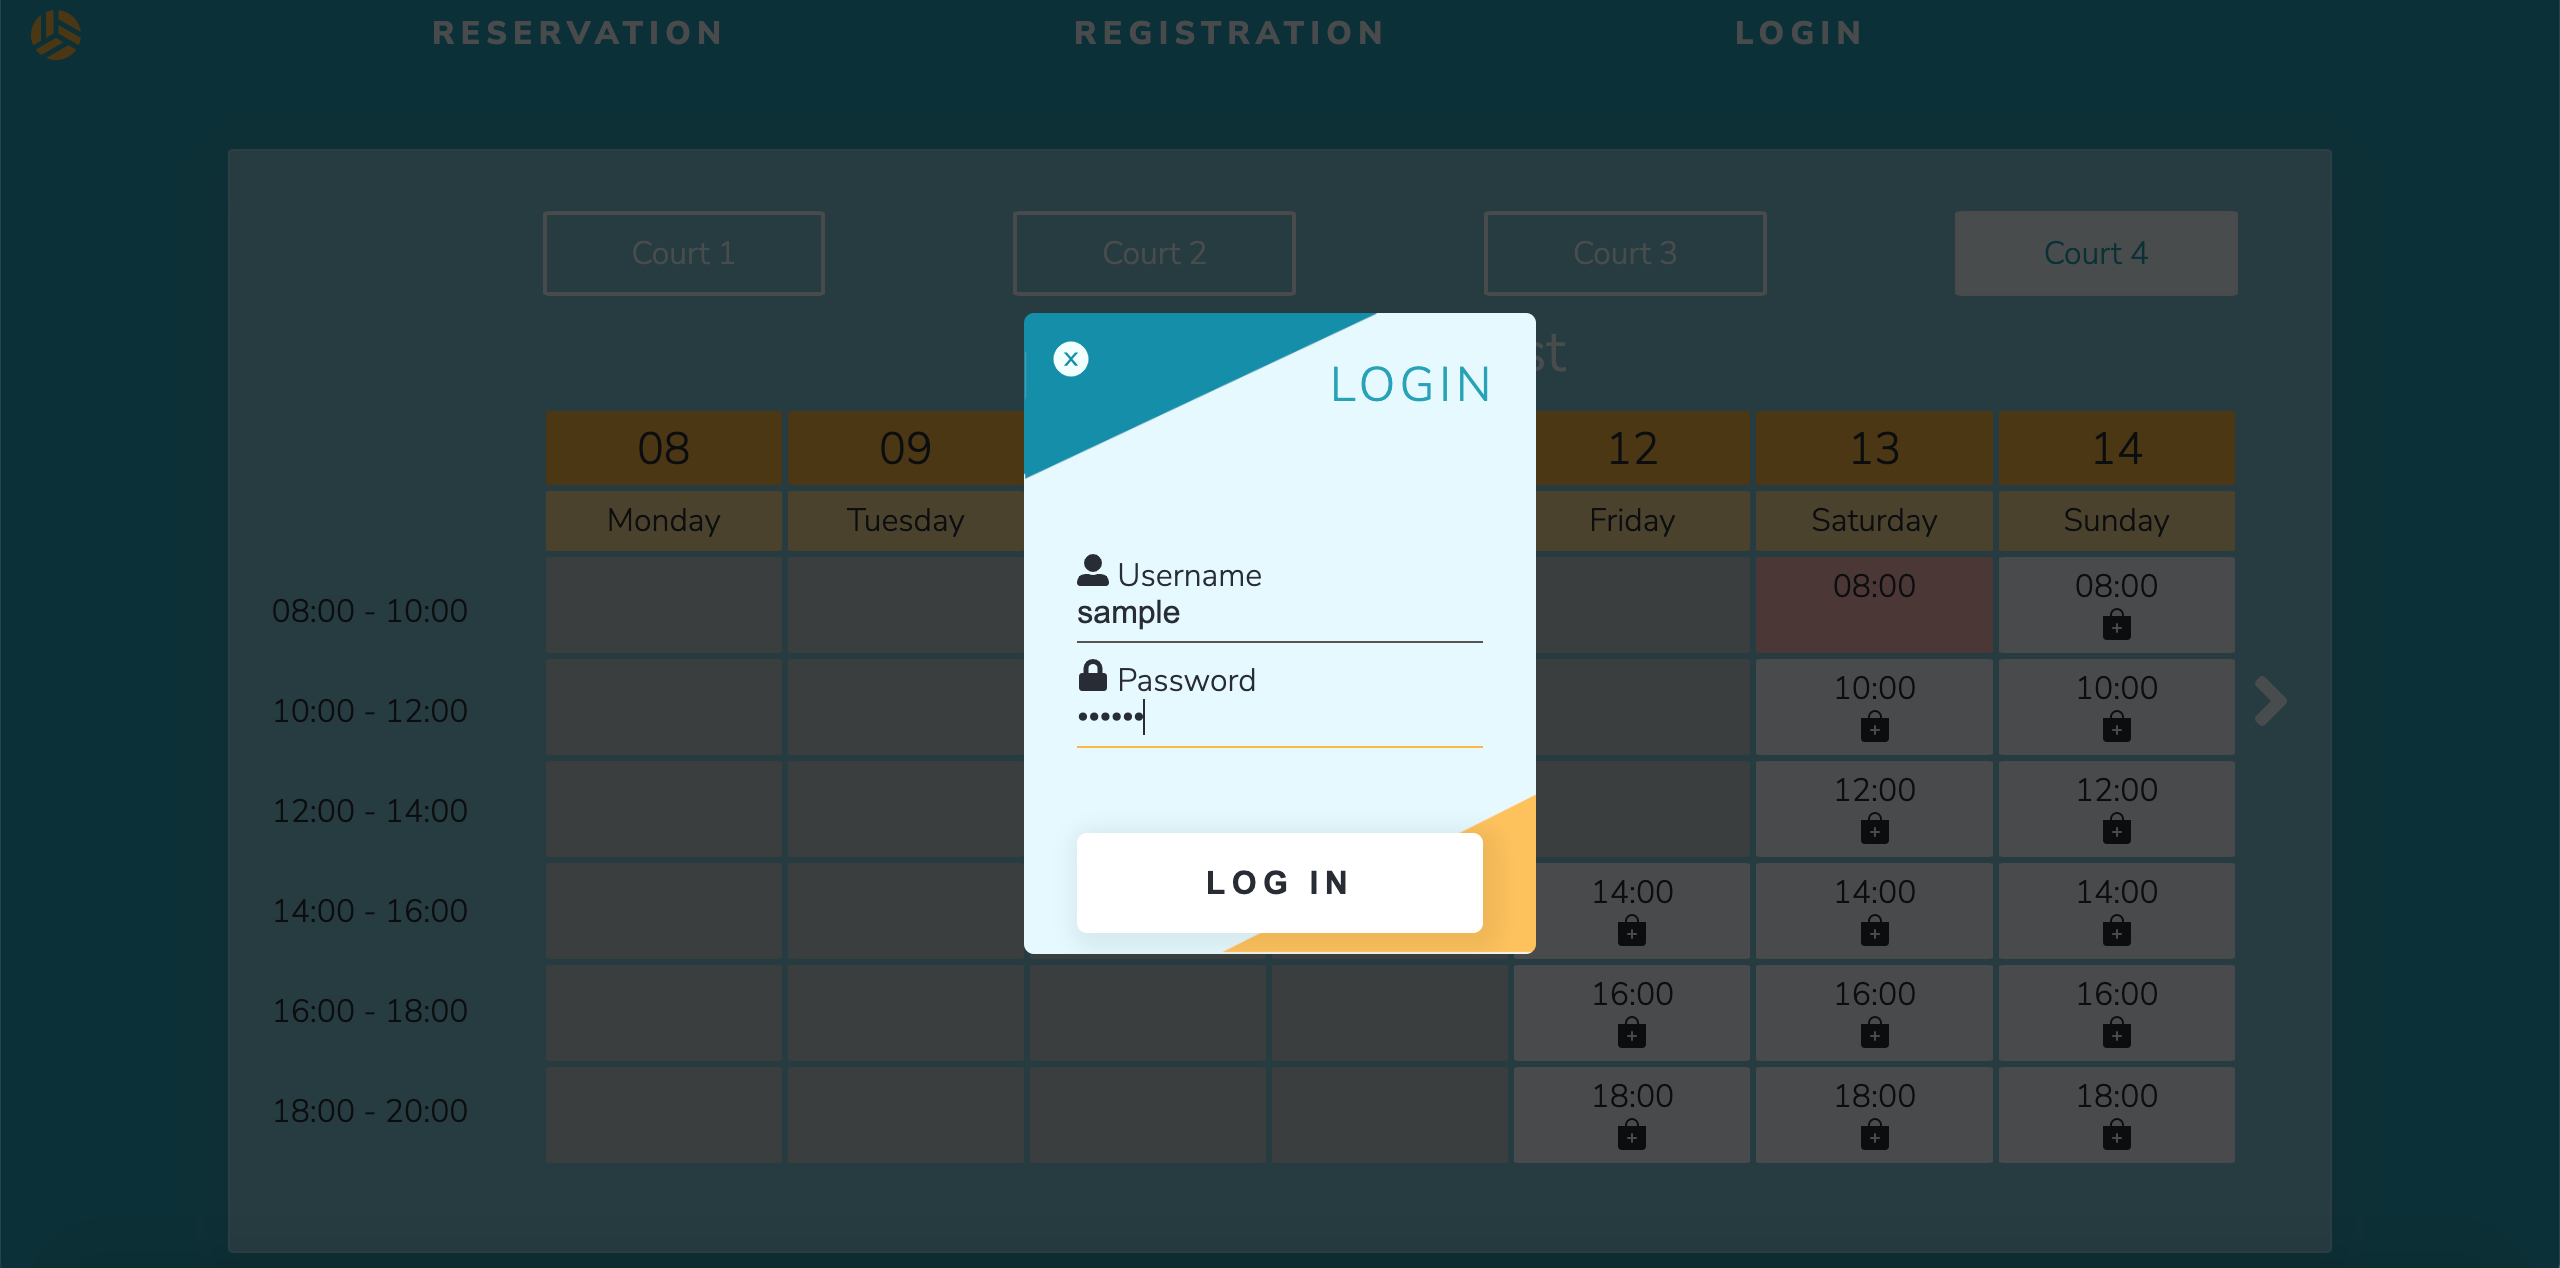 RESERVATION REGISTRATION LOGIN
Court 1 Court 2 Court 3 Court 4
x
LOGIN
08 09 12 13 14
Monday Tuesday Friday Saturday Sunday
Username
sample
Password
••••••
LOG IN
08:00 - 10:00 08:00 08:00
10:00 - 12:00 10:00 10:00
12:00 - 14:00 12:00 12:00
14:00 - 16:00 14:00 14:00 14:00
16:00 - 18:00 16:00 16:00 16:00
18:00 - 20:00 18:00 18:00 18:00